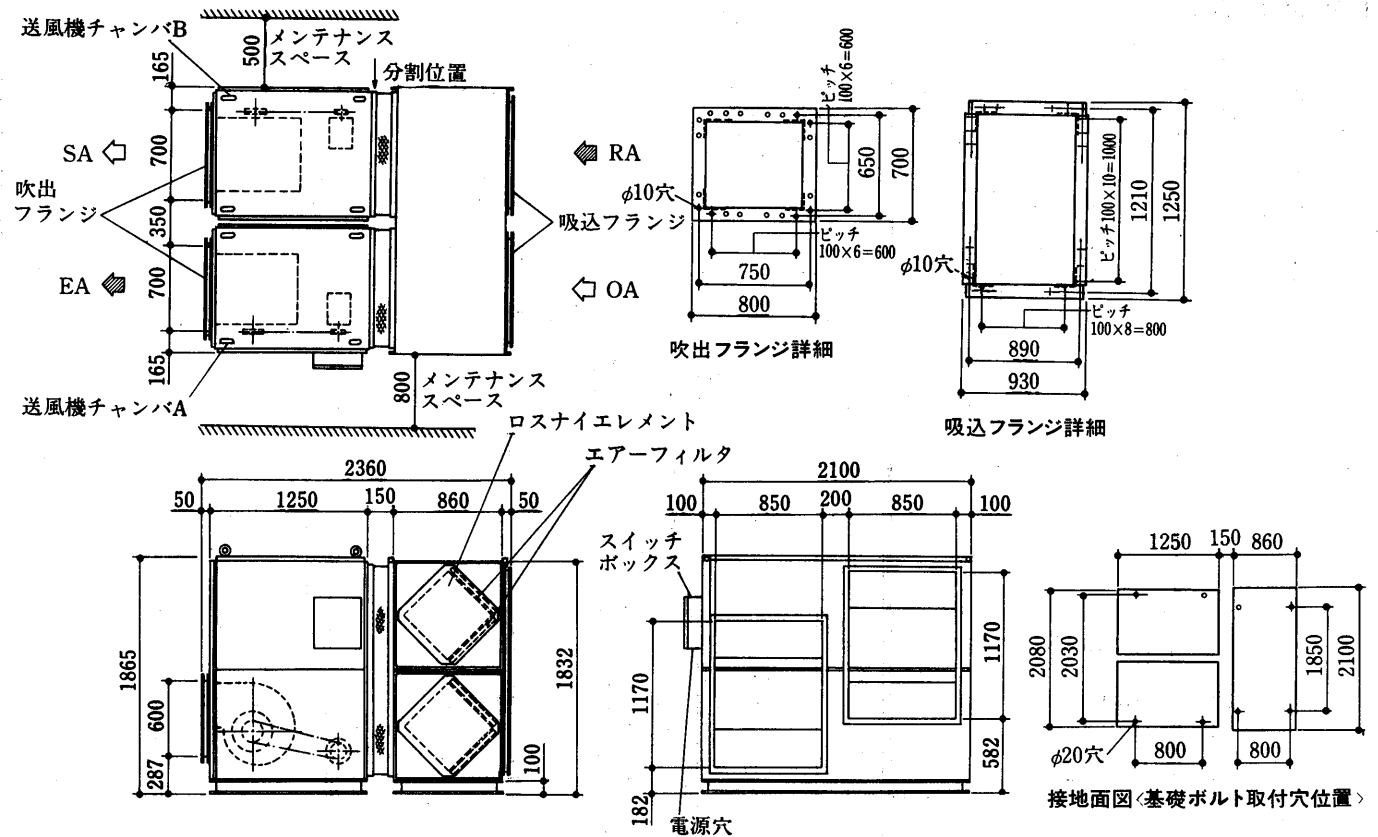 送風機チャンバB
500
メンテナンス
スペース
分割位置
165
700
350
700
165
SA
RA
吹出
フランジ
吸込フランジ
EA
OA
送風機チャンバA
800
メンテナンス
スペース
ピッチ
100×6=600
650
700
φ10穴
ピッチ
100×6=600
750
800
吹出フランジ詳細
ピッチ100×10=1000
1210
1250
φ10穴
ピッチ
100×8=800
890
930
吸込フランジ詳細
ロスナイエレメント
エアーフィルタ
2360
50
1250
150
860
50
1865
600
287
1832
100
2100
100
850
200
850
100
スイッチ
ボックス
1170
182
1170
582
電源穴
1250
150
860
2080
2030
1850
2100
φ20穴
800
800
接地面図〈基礎ボルト取付穴位置〉